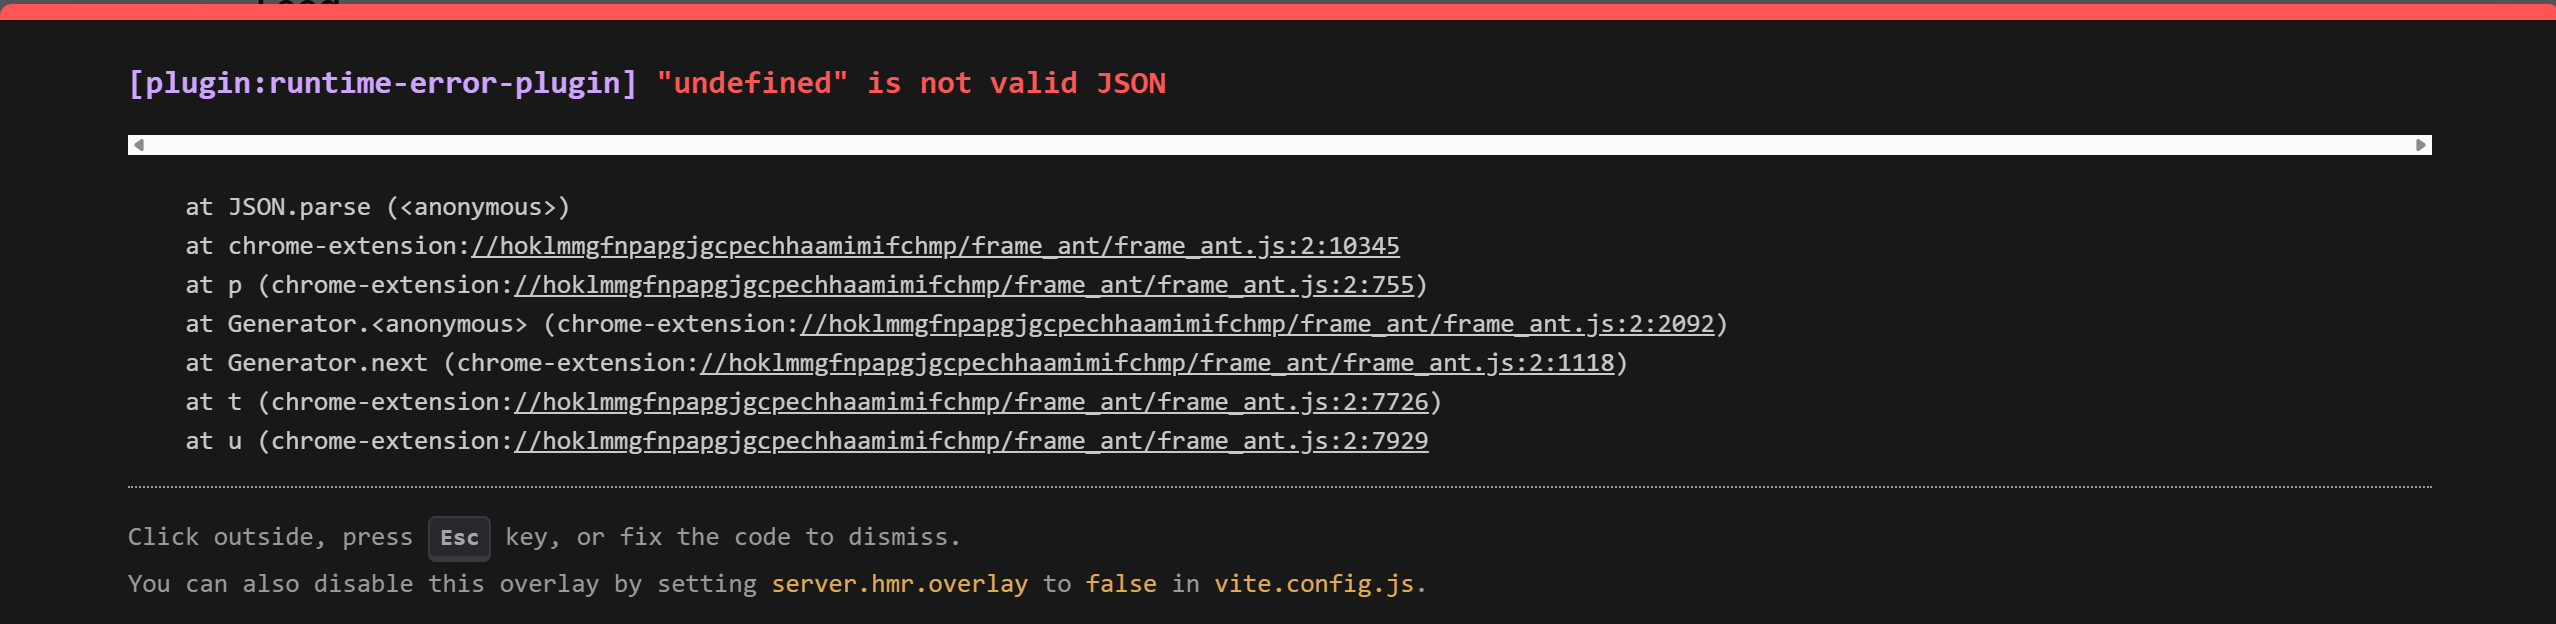 [plugin:runtime-error-plugin] "undefined" is not valid JSON
at JSON.parse (<anonymous>)
at chrome-extension://hoklmmgfnpapgjgcpechhaamimifchmp/frame_ant/frame_ant.js:2:10345
at p (chrome-extension://hoklmmgfnpapgjgcpechhaamimifchmp/frame_ant/frame_ant.js:2:755)
at Generator.<anonymous> (chrome-extension://hoklmmgfnpapgjgcpechhaamimifchmp/frame_ant/frame_ant.js:2:2092)
at Generator.next (chrome-extension://hoklmmgfnpapgjgcpechhaamimifchmp/frame_ant/frame_ant.js:2:1118)
at t (chrome-extension://hoklmmgfnpapgjgcpechhaamimifchmp/frame_ant/frame_ant.js:2:7726)
at u (chrome-extension://hoklmmgfnpapgjgcpechhaamimifchmp/frame_ant/frame_ant.js:2:7929
Click outside, press Esc key, or fix the code to dismiss.
You can also disable this overlay by setting server.hmr.overlay to false in vite.config.js.